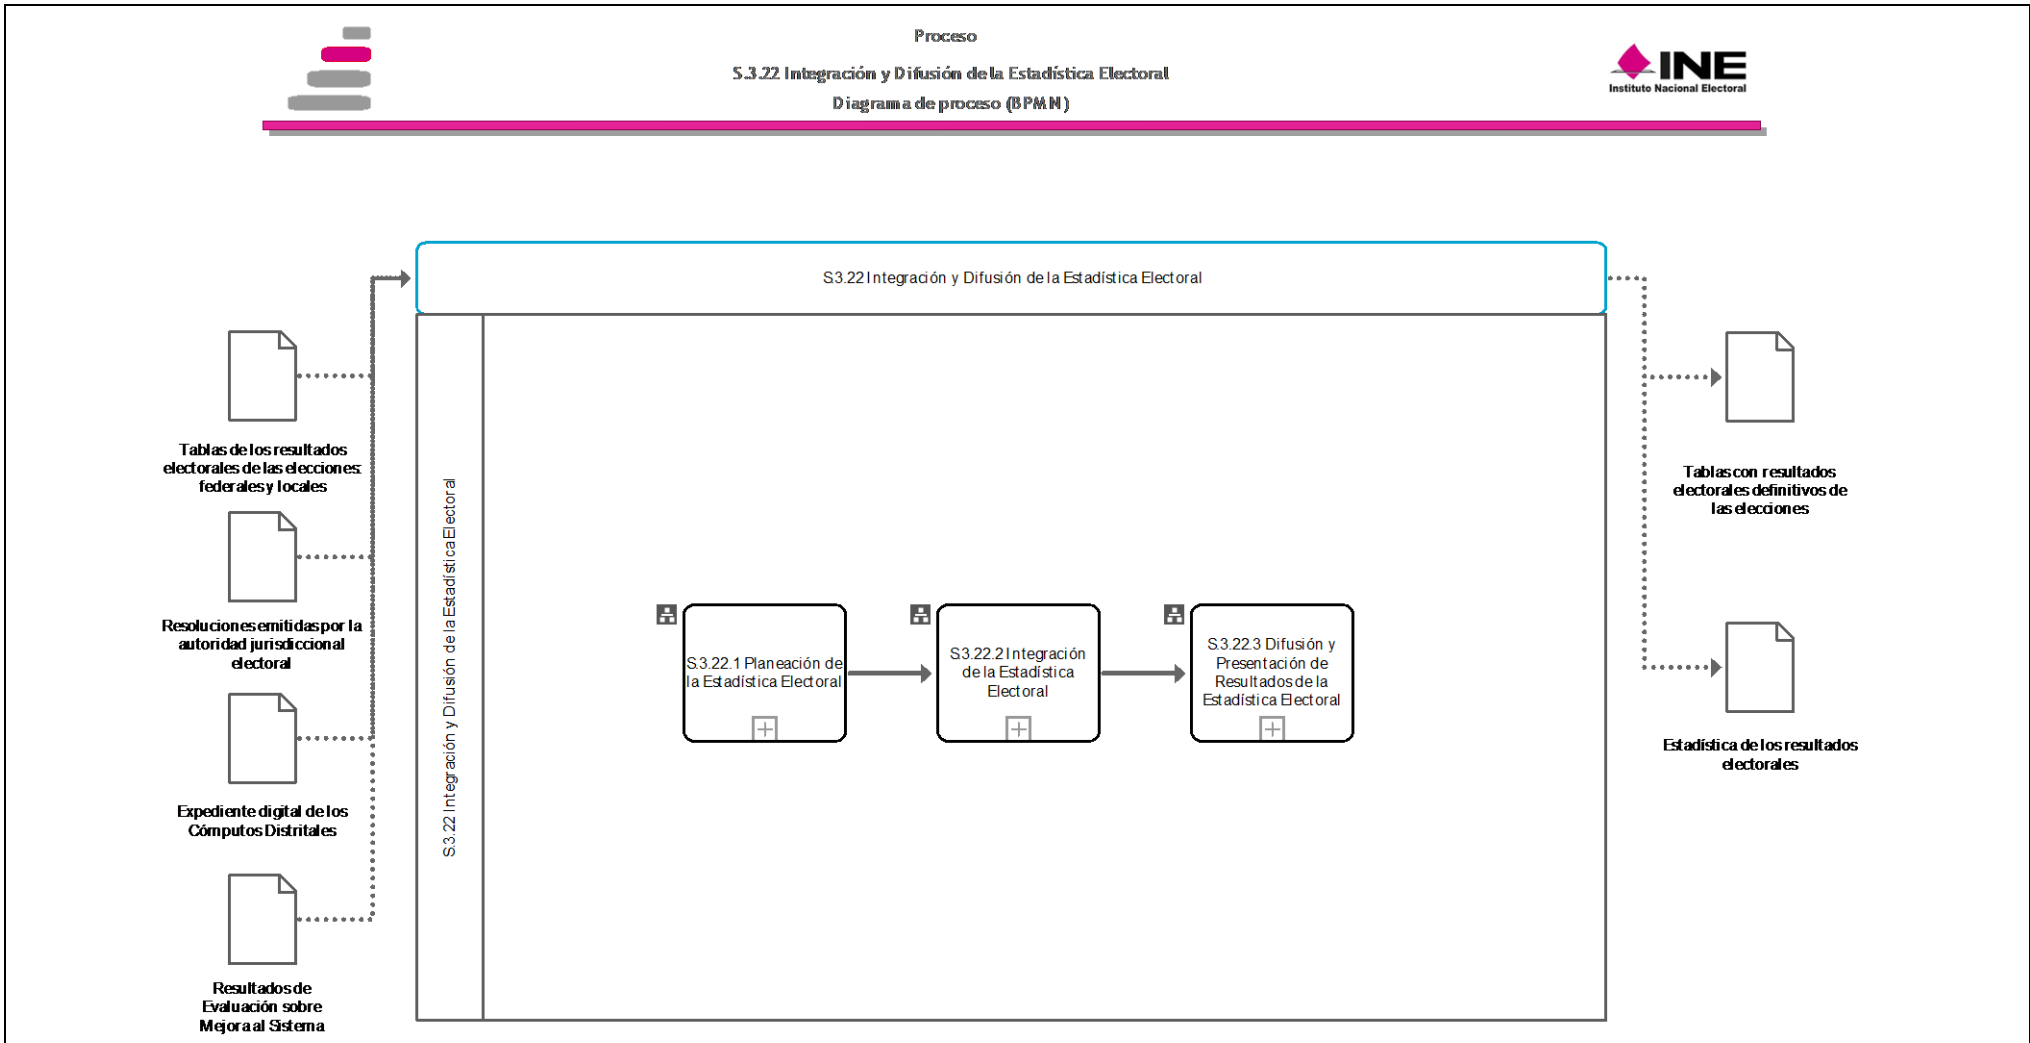 Proceso
S.3.22 Integración y Difusión de la Estadística Electoral
Diagrama de proceso (BPMN)
INE
Instituto Nacional Electoral
S.3.22 Integración y Difusión de la Estadística Electoral
S.3.22 Integración y Difusión de la Estadística Electoral
Tablas de los resultados
electorales de las elecciones:
federales y locales
Resoluciones emitidas por la
autoridad jurisdiccional
electoral
Expediente digital de los
Cómputos Distritales
Resultados de
Evaluación sobre
Mejora al Sistema
S.3.22.1 Planeación de
la Estadística Electoral
S.3.22.2 Integración
de la Estadística
Electoral
S.3.22.3 Difusión y
Presentación de
Resultados de la
Estadística Electoral
Tablas con resultados
electorales definitivos de
las elecciones
Estadística de los resultados
electorales